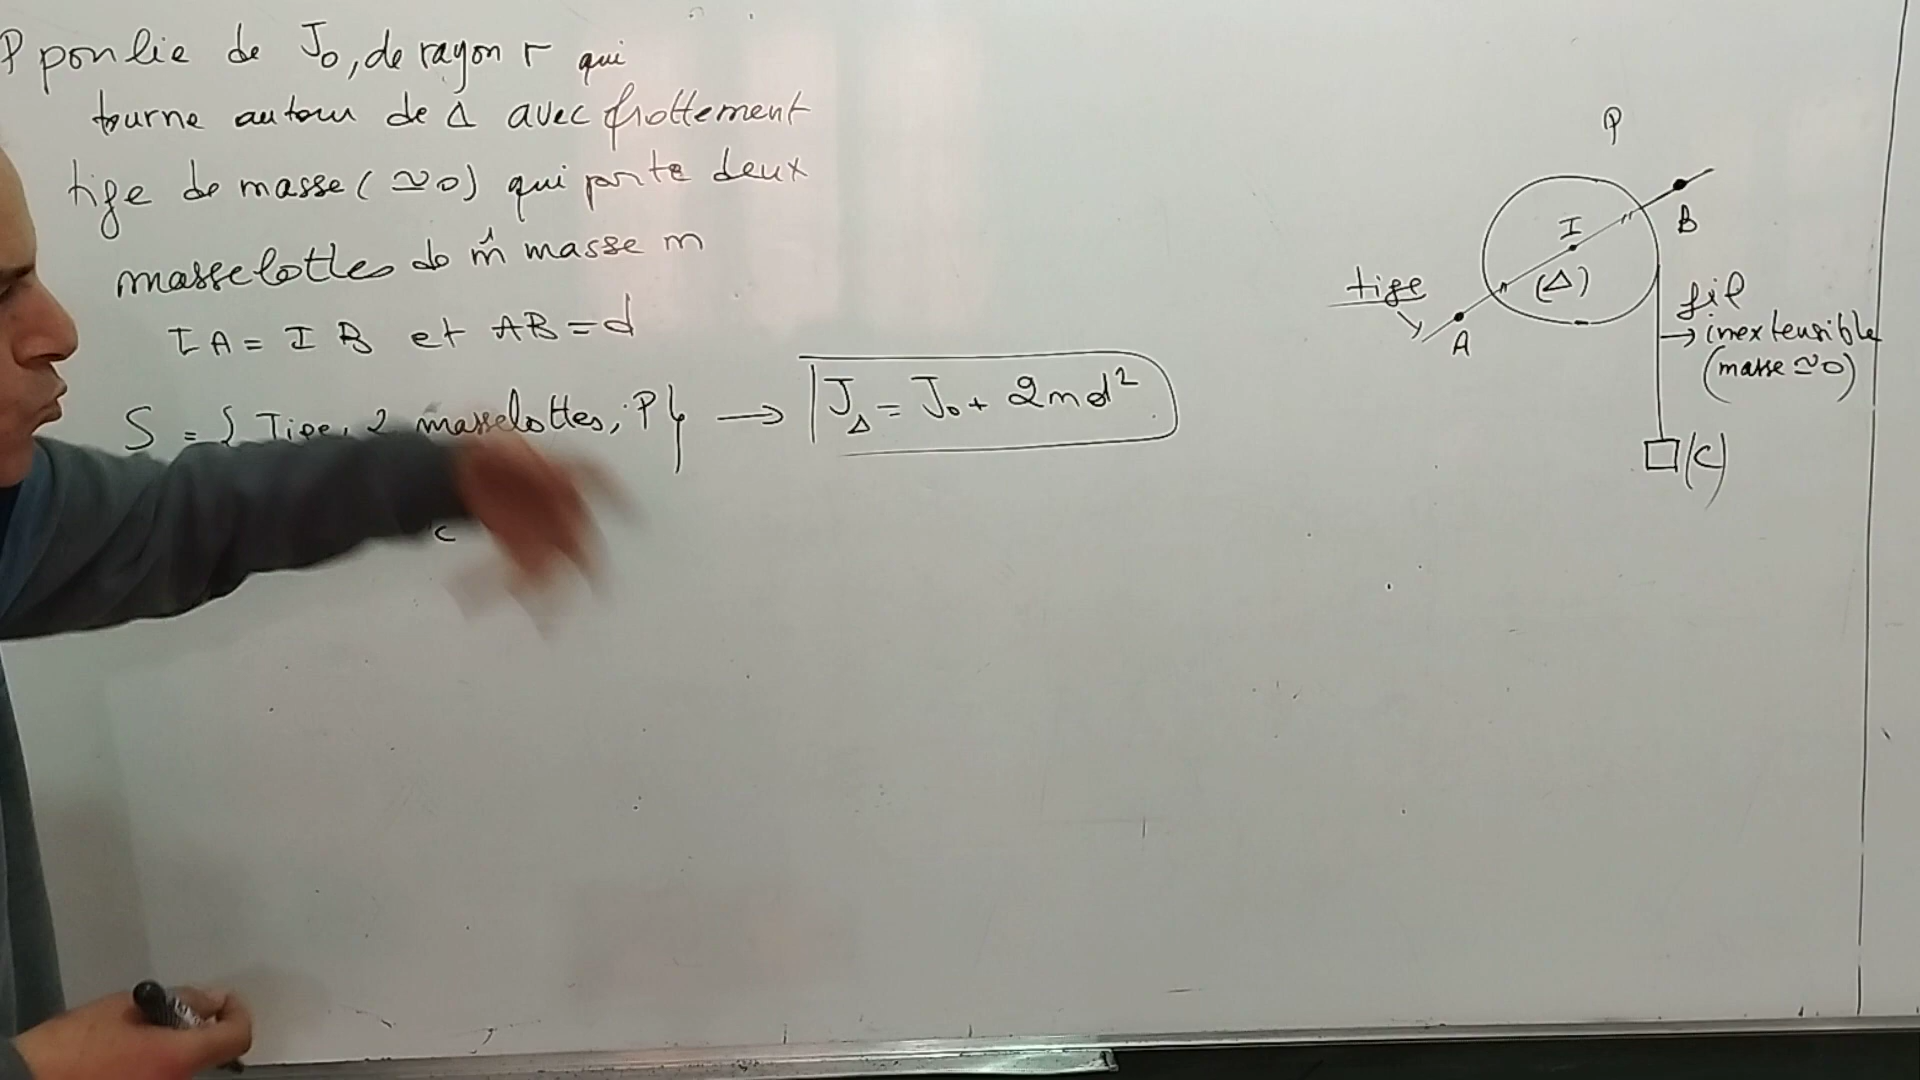 P poulie de J₀, de rayon r qui
tourne autour de Δ avec frottement
tige de masse (≃0) qui porte deux
masselottes de m̂ masse m
IA = IB et AB = d
S = { Tige, 2 masselottes, P} → J_Δ = J₀ + 2md²
c
P
I
B
(Δ)
tige
A
fil
→ inextensible
(masse ≃0)
(C)